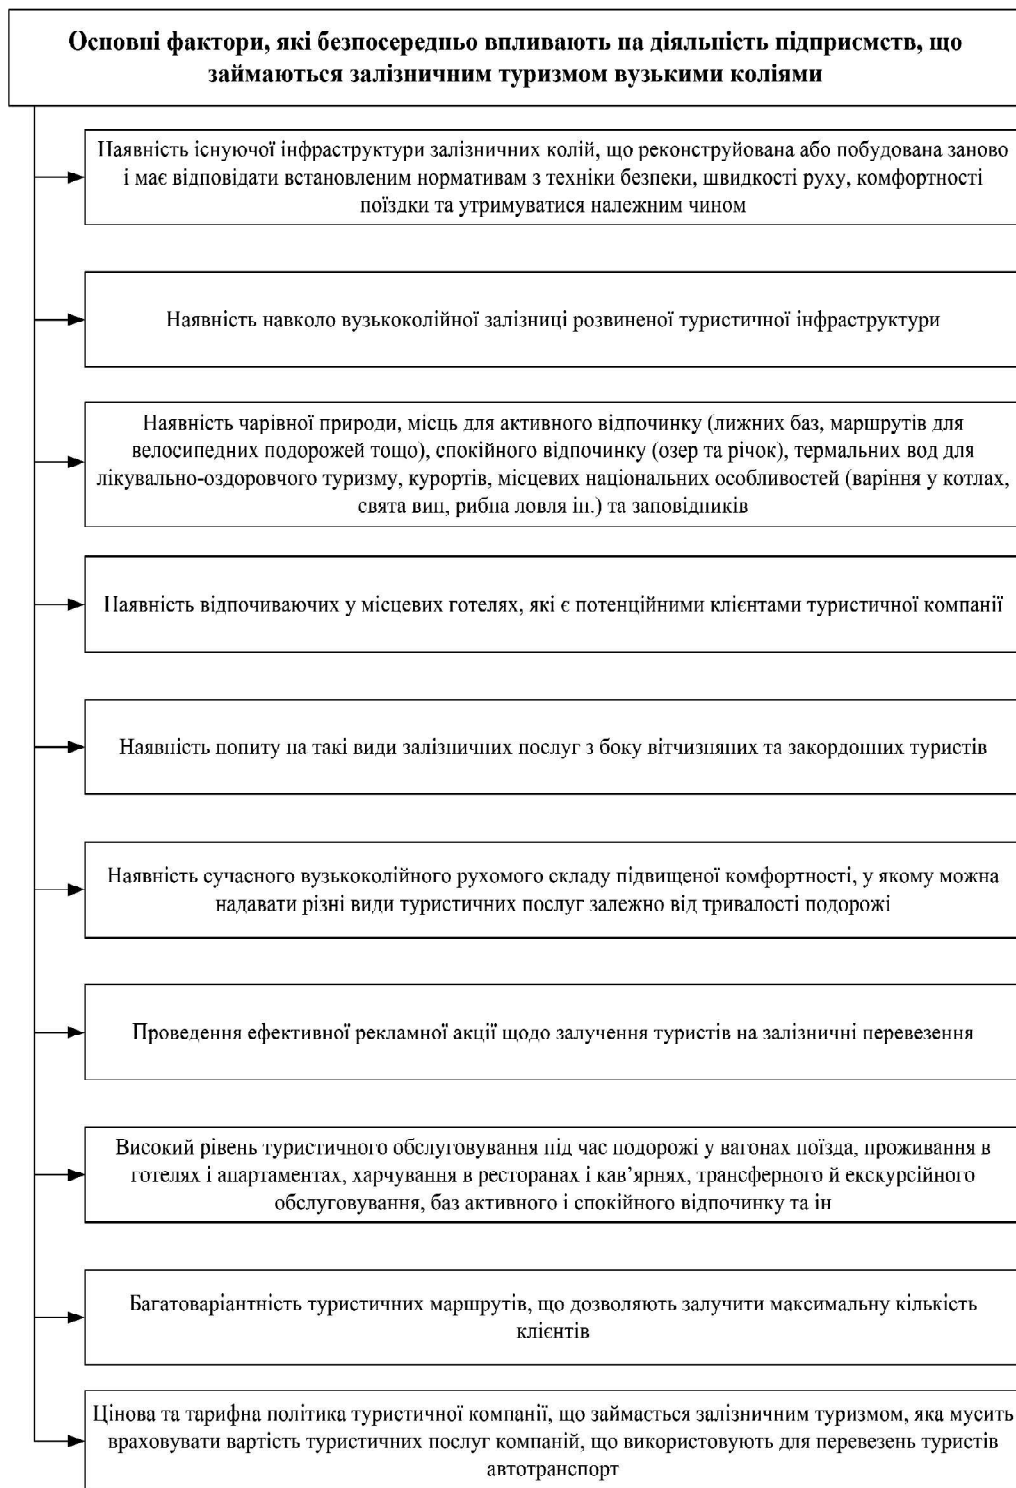 Основні фактори, які безпосередньо впливають на діяльність підприємств, що
займаються залізничним туризмом вузькими коліями
Наявність існуючої інфраструктури залізничних колій, що реконструйована або побудована заново
і має відповідати встановленим нормативам з техніки безпеки, швидкості руху, комфортності
поїздки та утримуватися належним чином
Наявність навколо вузькоколійної залізниці розвиненої туристичної інфраструктури
Наявність чарівної природи, місць для активного відпочинку (лижних баз, маршрутів для
велосипедних подорожей тощо), спокійного відпочинку (озер та річок), термальних вод для
лікувально-оздоровчого туризму, курортів, місцевих національних особливостей (варіння у котлах,
свята вин, рибна ловля ін.) та заповідників
Наявність відпочиваючих у місцевих готелях, які є потенційними клієнтами туристичної компанії
Наявність попиту на такі види залізничних послуг з боку вітчизняних та закордонних туристів
Наявність сучасного вузькоколійного рухомого складу підвищеної комфортності, у якому можна
надавати різні види туристичних послуг залежно від тривалості подорожі
Проведення ефективної рекламної акції щодо залучення туристів на залізничні перевезення
Високий рівень туристичного обслуговування під час подорожі у вагонах поїзда, проживання в
готелях і апартаментах, харчування в ресторанах і кав’ярнях, трансферного й екскурсійного
обслуговування, баз активного і спокійного відпочинку та ін
Багатоваріантність туристичних маршрутів, що дозволяють залучити максимальну кількість
клієнтів
Цінова та тарифна політика туристичної компанії, що займається залізничним туризмом, яка мусить
враховувати вартість туристичних послуг компаній, що використовують для перевезень туристів
автотранспорт